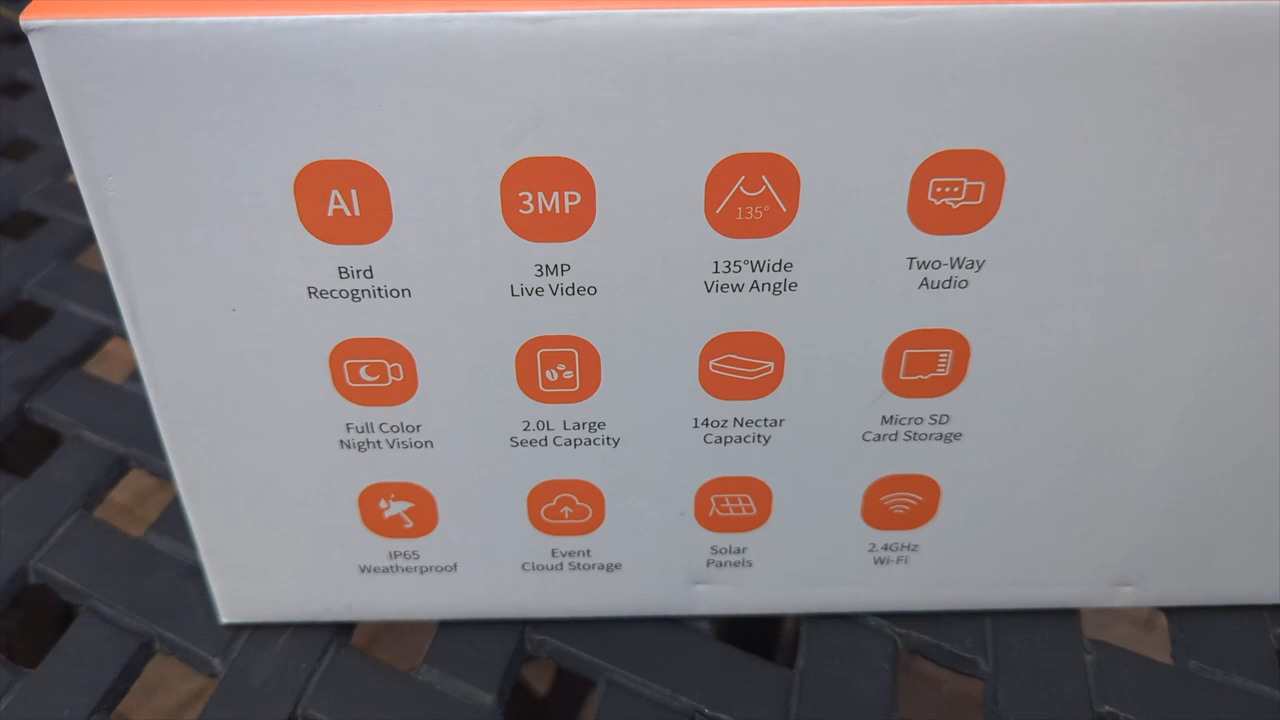 AI
3MP
135°
Bird
Recognition
3MP
Live Video
135°Wide
View Angle
Two-Way
Audio
Full Color
Night Vision
2.0L Large
Seed Capacity
14oz Nectar
Capacity
Micro SD
Card Storage
IP65
Weatherproof
Event
Cloud Storage
Solar
Panels
2.4GHz
Wi-Fi